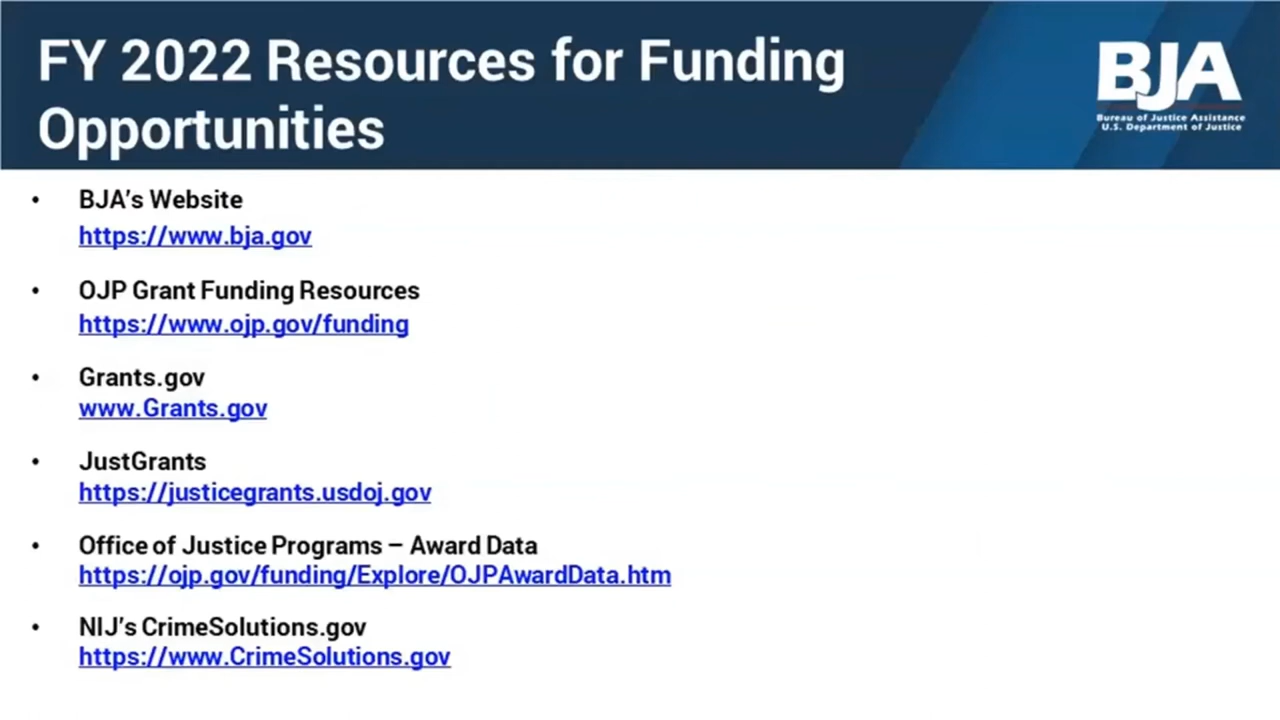 FY 2022 Resources for Funding
Opportunities
BJA
Bureau of Justice Assistance
U.S. Department of Justice
• BJA’s Website
https://www.bja.gov
• OJP Grant Funding Resources
https://www.ojp.gov/funding
• Grants.gov
www.Grants.gov
• JustGrants
https://justicegrants.usdoj.gov
• Office of Justice Programs – Award Data
https://ojp.gov/funding/Explore/OJPAwardData.htm
• NIJ’s CrimeSolutions.gov
https://www.CrimeSolutions.gov